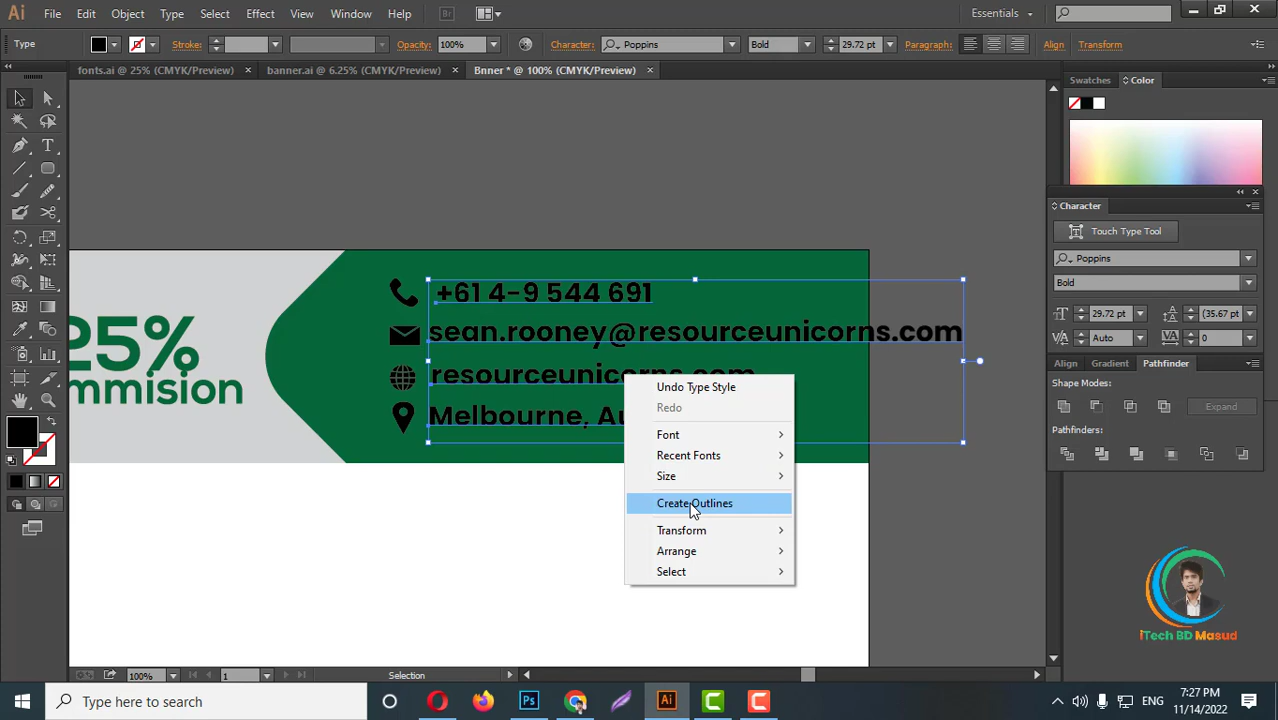 Ai File Edit Object Type Select Effect View Window Help Br Essentials
Type Stroke: Opacity: 100% Character: Poppins Bold 29.72 pt Paragraph: Align Transform
fonts.ai @ 25% (CMYK/Preview) × banner.ai @ 6.25% (CMYK/Preview) × Bnner * @ 100% (CMYK/Preview) ×
Swatches Color
Character
Touch Type Tool
Poppins
Bold
29.72 pt (35.67 pt
Auto 0
Align Gradient Pathfinder
Shape Modes:
Expand
Pathfinders:
25%
mmision
+61 4-9 544 691
sean.rooney@resourceunicorns.com
resourceunicorns.com
Melbourne, Au
Undo Type Style
Redo
Font
Recent Fonts
Size
Create Outlines
Transform
Arrange
Select
iTech BD Masud
100% 1 Selection
Type here to search
Ps Ai ENG 7:27 PM
11/14/2022